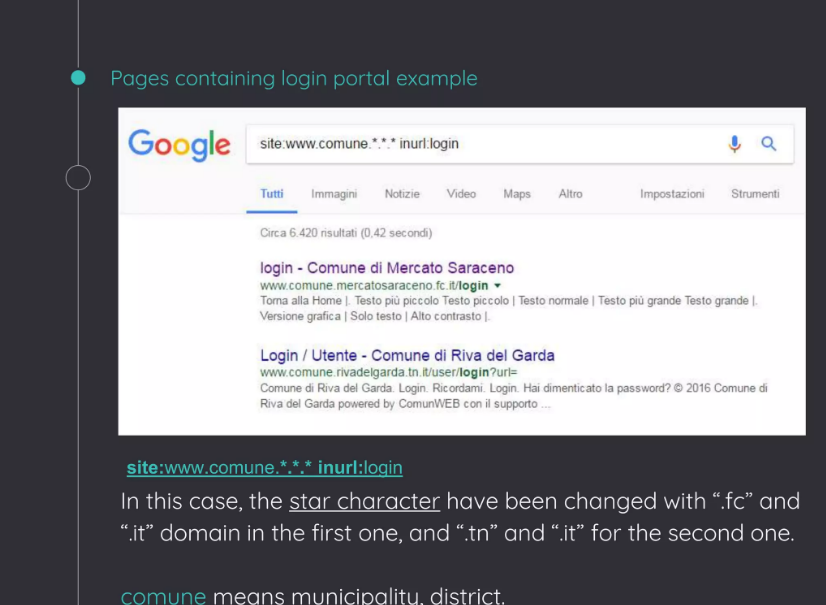 Pages containing login portal example
Google
site:www.comune.*.*.* inurl:login
Tutti Immagini Notizie Video Maps Altro Impostazioni Strumenti
Circa 6.420 risultati (0,42 secondi)
login - Comune di Mercato Saraceno
www.comune.mercatosaraceno.fc.it/login
Torna alla Home |. Testo più piccolo Testo piccolo | Testo normale | Testo più grande Testo grande |.
Versione grafica | Solo testo | Alto contrasto |.
Login / Utente - Comune di Riva del Garda
www.comune.rivadelgarda.tn.it/user/login?url=
Comune di Riva del Garda. Login. Ricordami. Login. Hai dimenticato la password? © 2016 Comune di
Riva del Garda powered by ComunWEB con il supporto ...
site:www.comune.*.*.* inurl:login
In this case, the star character have been changed with “.fc” and
“.it” domain in the first one, and “.tn” and “.it” for the second one.
comune means municipality, district.